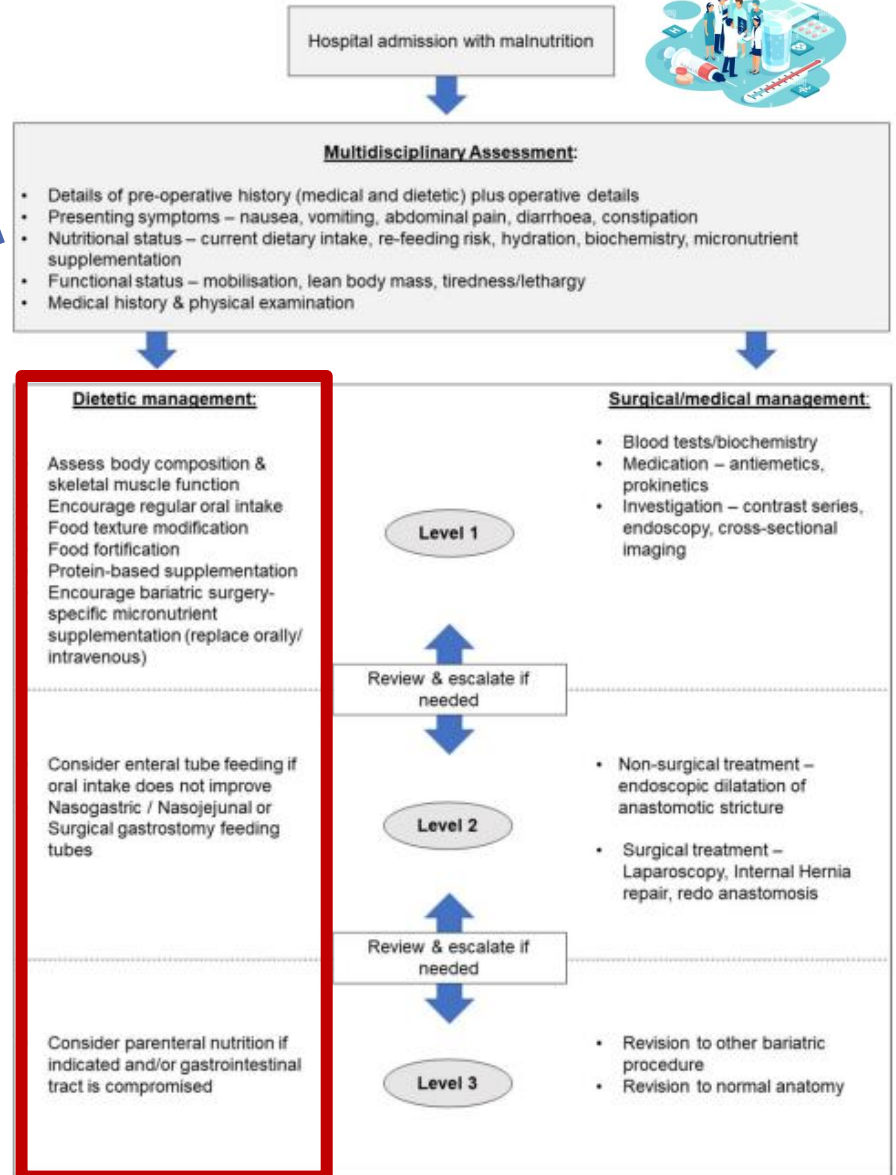 Hospital admission with malnutrition
Multidisciplinary Assessment:
• Details of pre-operative history (medical and dietetic) plus operative details
• Presenting symptoms – nausea, vomiting, abdominal pain, diarrhoea, constipation
• Nutritional status – current dietary intake, re-feeding risk, hydration, biochemistry, micronutrient
supplementation
• Functional status – mobilisation, lean body mass, tiredness/lethargy
• Medical history & physical examination
Dietetic management:
Assess body composition &
skeletal muscle function
Encourage regular oral intake
Food texture modification
Food fortification
Protein-based supplementation
Encourage bariatric surgery-
specific micronutrient
supplementation (replace orally/
intravenous)
Level 1
Surgical/medical management:
• Blood tests/biochemistry
• Medication – antiemetics,
prokinetics
• Investigation – contrast series,
endoscopy, cross-sectional
imaging
Review & escalate if
needed
Consider enteral tube feeding if
oral intake does not improve
Nasogastric / Nasojejunal or
Surgical gastrostomy feeding
tubes
Level 2
• Non-surgical treatment –
endoscopic dilatation of
anastomotic stricture
• Surgical treatment –
Laparoscopy, Internal Hernia
repair, redo anastomosis
Review & escalate if
needed
Consider parenteral nutrition if
indicated and/or gastrointestinal
tract is compromised
Level 3
• Revision to other bariatric
procedure
• Revision to normal anatomy